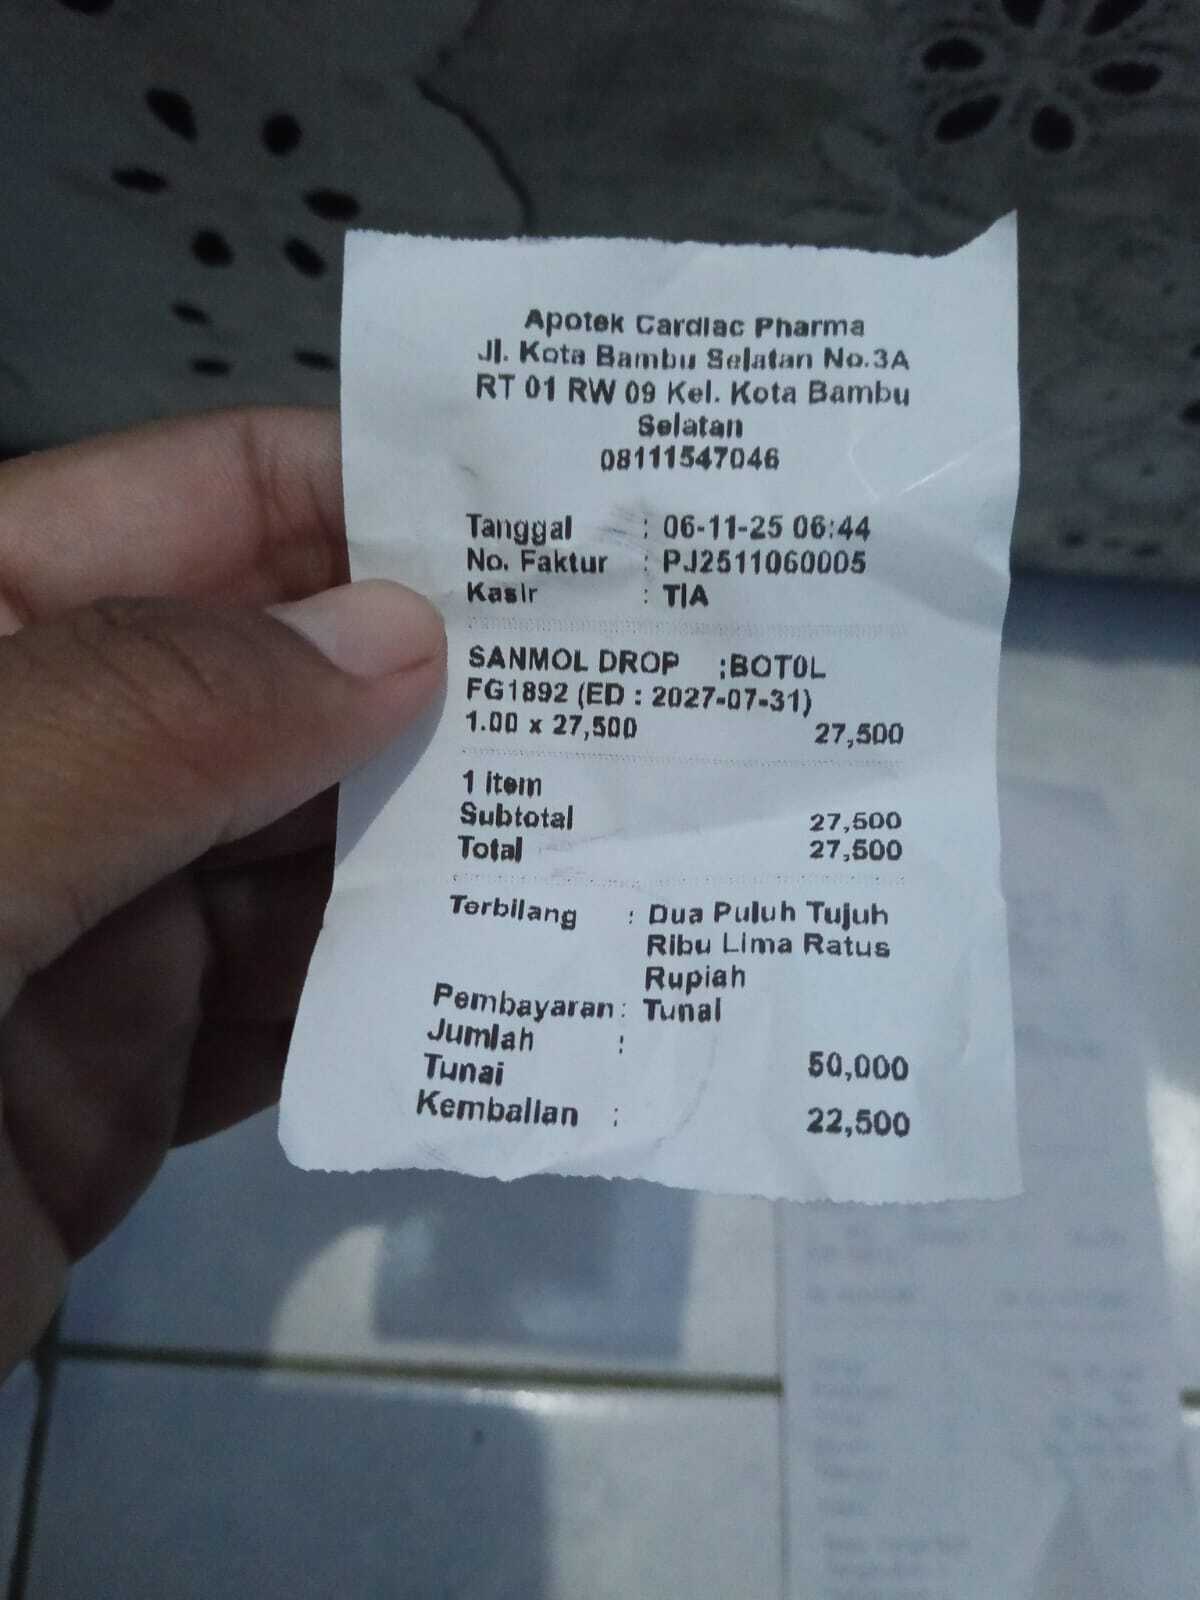 Apotek Cardiac Pharma
Jl. Kota Bambu Selatan No.3A
RT 01 RW 09 Kel. Kota Bambu
Selatan
08111547046
Tanggal : 06-11-25 06:44
No. Faktur : PJ2511060005
Kasir : TIA
SANMOL DROP ;BOTOL
FG1892 (ED : 2027-07-31)
1.00 x 27,500 27,500
1 item
Subtotal 27,500
Total 27,500
Terbilang : Dua Puluh Tujuh
Ribu Lima Ratus
Rupiah
Pembayaran : Tunai
Jumlah :
Tunai 50,000
Kembalian : 22,500